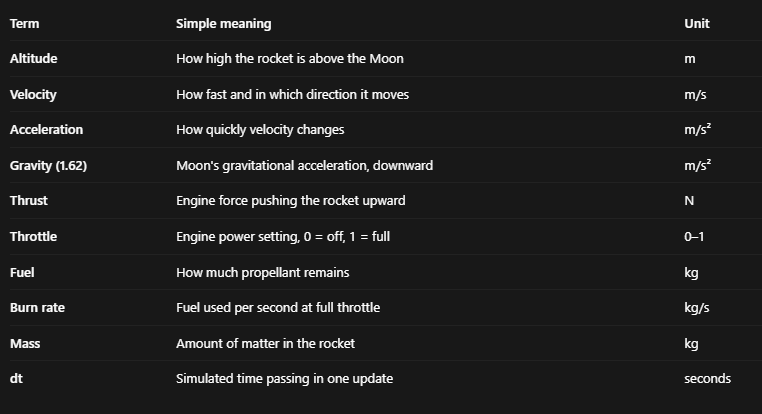 Term Simple meaning Unit
Altitude How high the rocket is above the Moon m
Velocity How fast and in which direction it moves m/s
Acceleration How quickly velocity changes m/s²
Gravity (1.62) Moon's gravitational acceleration, downward m/s²
Thrust Engine force pushing the rocket upward N
Throttle Engine power setting, 0 = off, 1 = full 0–1
Fuel How much propellant remains kg
Burn rate Fuel used per second at full throttle kg/s
Mass Amount of matter in the rocket kg
dt Simulated time passing in one update seconds